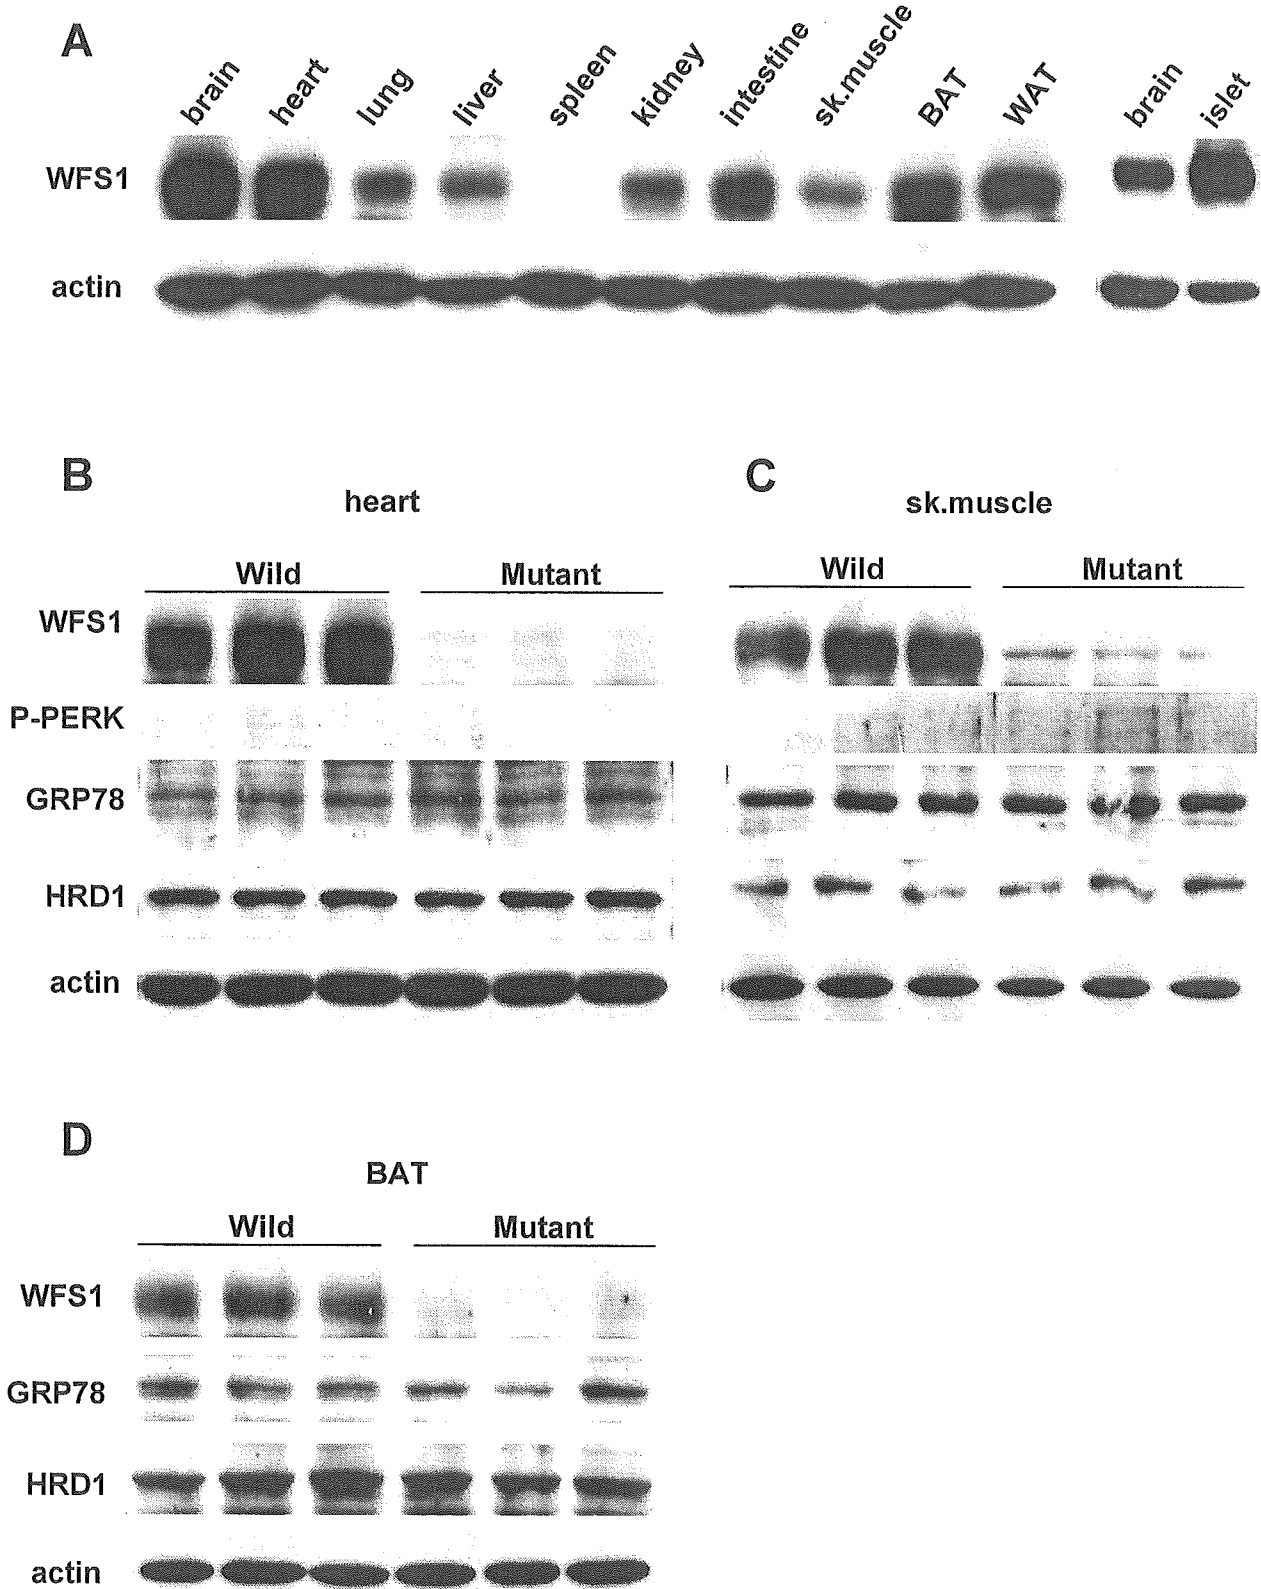 A
brain heart lung liver spleen kidney intestine sk.muscle BAT WAT brain islet
WFS1
actin
B
heart
Wild Mutant
WFS1
P-PERK
GRP78
HRD1
actin
C
sk.muscle
Wild Mutant
D
BAT
Wild Mutant
WFS1
GRP78
HRD1
actin